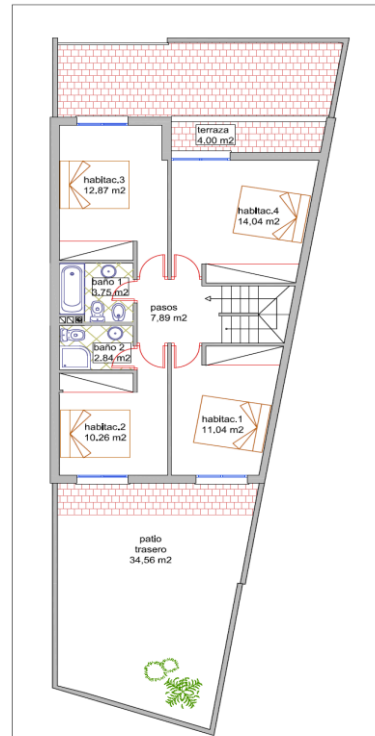 terraza
4.00 m2
habitac.3
12.87 m2
habitac.4
14,04 m2
baño 1
3.75 m2
pasos
7,89 m2
baño 2
2.84 m2
habitac.2
10.26 m2
habitac.1
11.04 m2
patio
trasero
34,56 m2